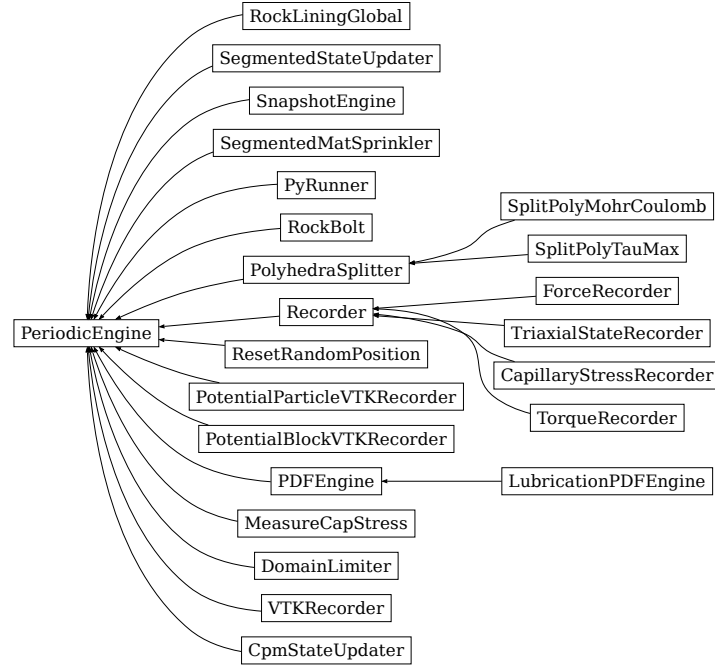 RockLiningGlobal
SegmentedStateUpdater
SnapshotEngine
SegmentedMatSprinkler
PyRunner
SplitPolyMohrCoulomb
RockBolt
SplitPolyTauMax
PolyhedraSplitter
ForceRecorder
Recorder
TriaxialStateRecorder
PeriodicEngine
ResetRandomPosition
CapillaryStressRecorder
PotentialParticleVTKRecorder
TorqueRecorder
PotentialBlockVTKRecorder
PDFEngine
LubricationPDFEngine
MeasureCapStress
DomainLimiter
VTKRecorder
CpmStateUpdater